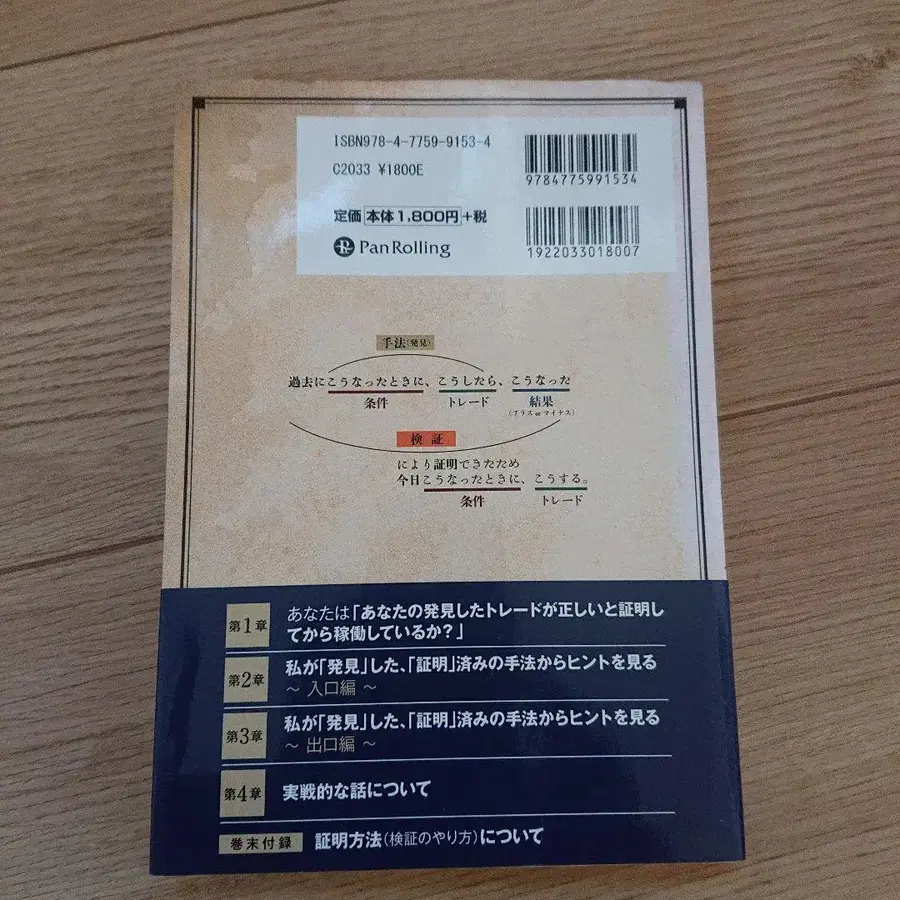 ISBN978-4-7759-9153-4
C2033 ¥1800E
9784775991534
定価 本体1,800円 +税
PanRolling
1922033018007
手法(発見)
過去にこうなったときに、こうしたら、こうなった
条件 トレード 結果
(プラス or マイナス)
検証
により証明できたため
今日こうなったときに、こうする。
条件 トレード
第1章 あなたは「あなたの発見したトレードが正しいと証明し
てから稼働しているか?」
第2章 私が「発見」した、「証明」済みの手法からヒントを見る
～ 入口編 ～
第3章 私が「発見」した、「証明」済みの手法からヒントを見る
～ 出口編 ～
第4章 実戦的な話について
巻末付録 証明方法(検証のやり方)について